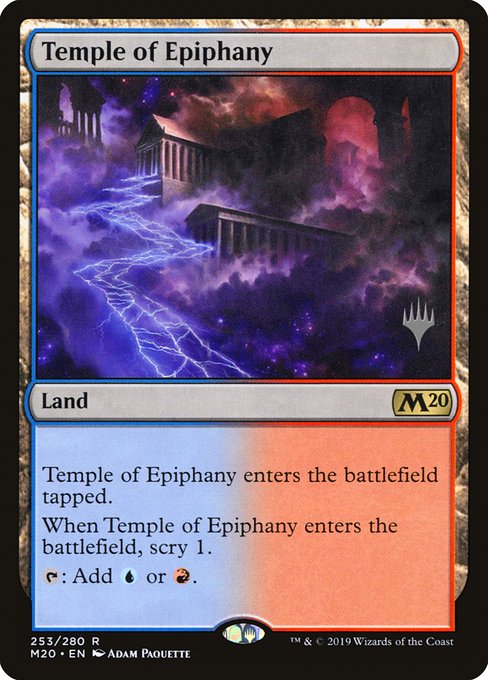 Temple of Epiphany
Land
M20
Temple of Epiphany enters the battlefield
tapped.
When Temple of Epiphany enters the
battlefield, scry 1.
: Add or .
253/280 R
M20 • EN Adam Paquette
™ & © 2019 Wizards of the Coast